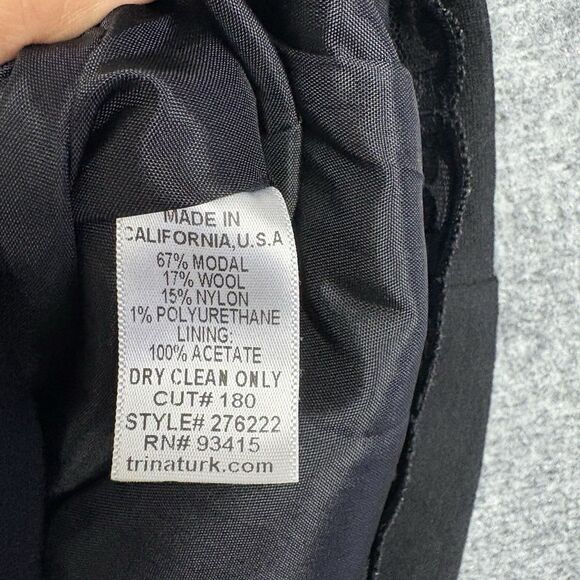 MADE IN
CALIFORNIA, U.S.A
67% MODAL
17% WOOL
15% NYLON
1% POLYURETHANE
LINING:
100% ACETATE
DRY CLEAN ONLY
CUT# 180
STYLE# 276222
RN# 93415
trinaturk.com